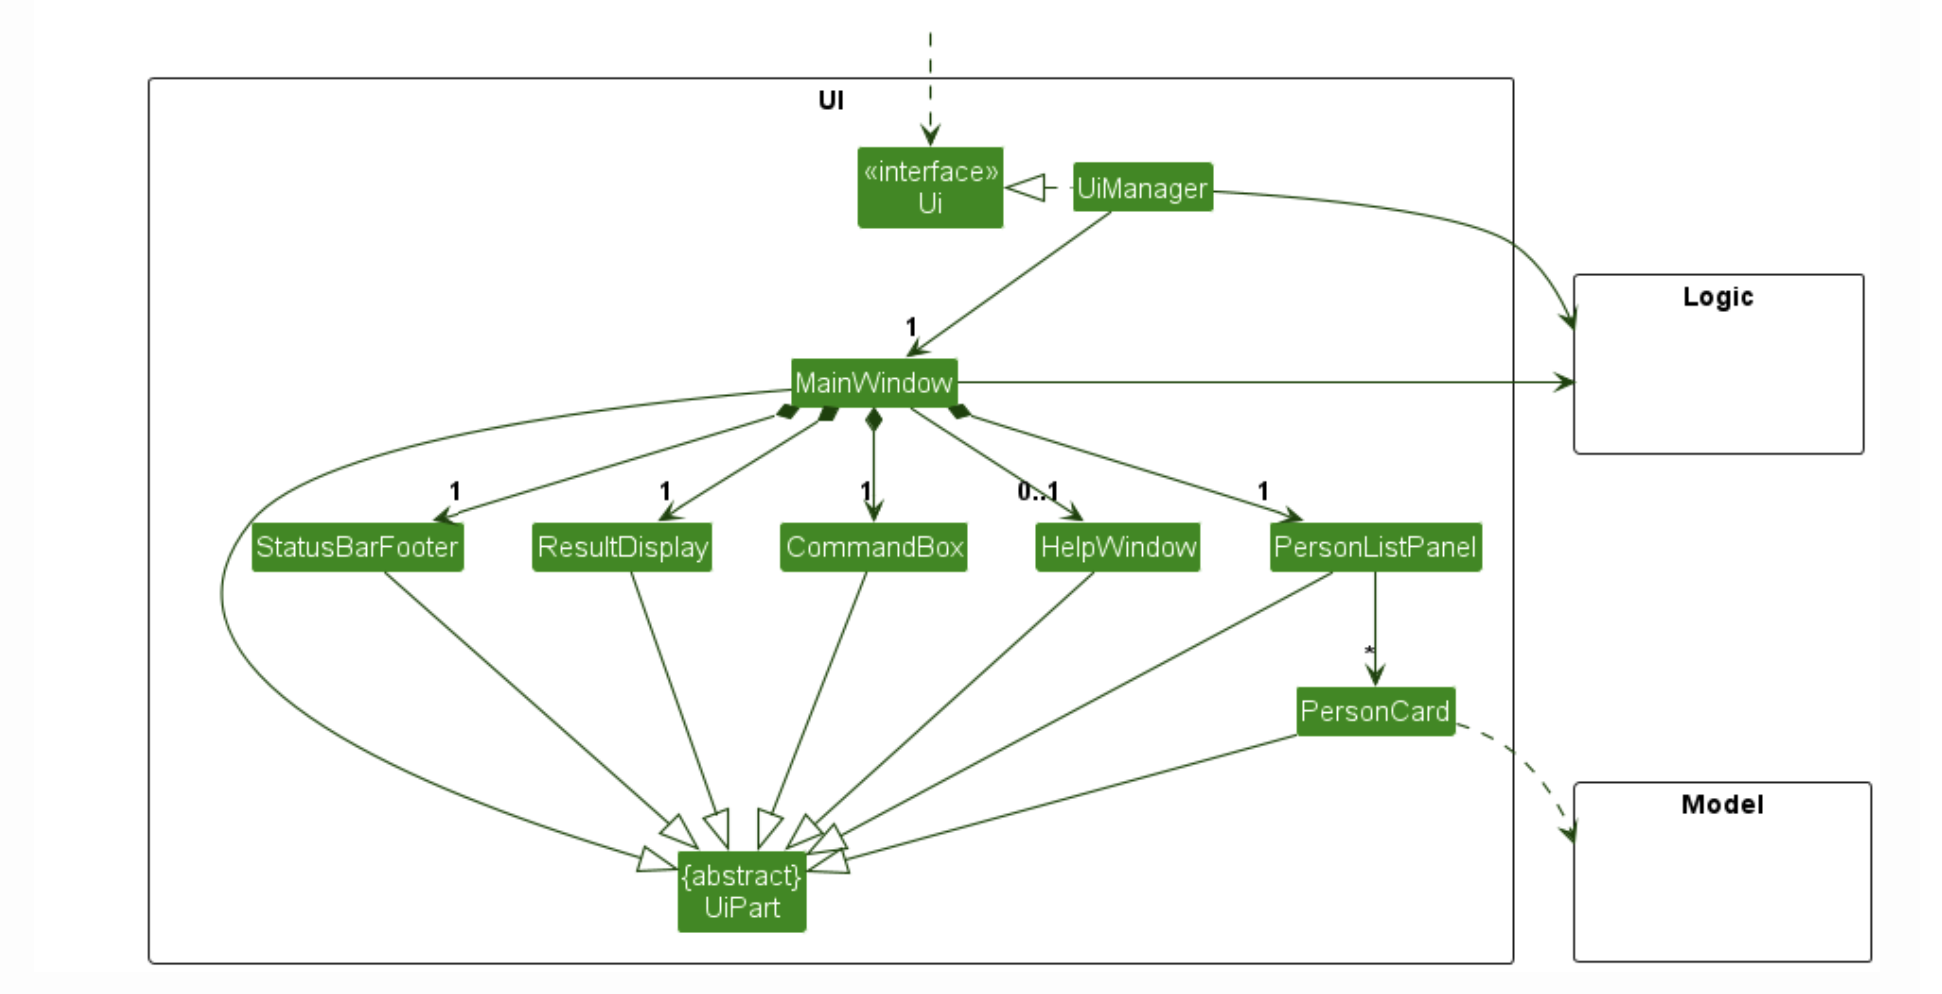 UI
«interface»
Ui
UiManager
Logic
1
MainWindow
1
1
1
0..1
1
StatusBarFooter
ResultDisplay
CommandBox
HelpWindow
PersonListPanel
*
PersonCard
Model
{abstract}
UiPart